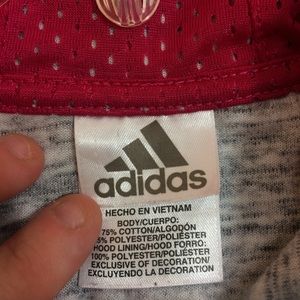 adidas
HECHO EN VIETNAM
BODY/CUERPO:
75% COTTON/ALGODÓN
5% POLYESTER/POLIÉSTER
HOOD LINING/HOOD FORRO:
100% POLYESTER/POLIÉSTER
EXCLUSIVE OF DECORATION
EXCLUYENDO LA DECORATION